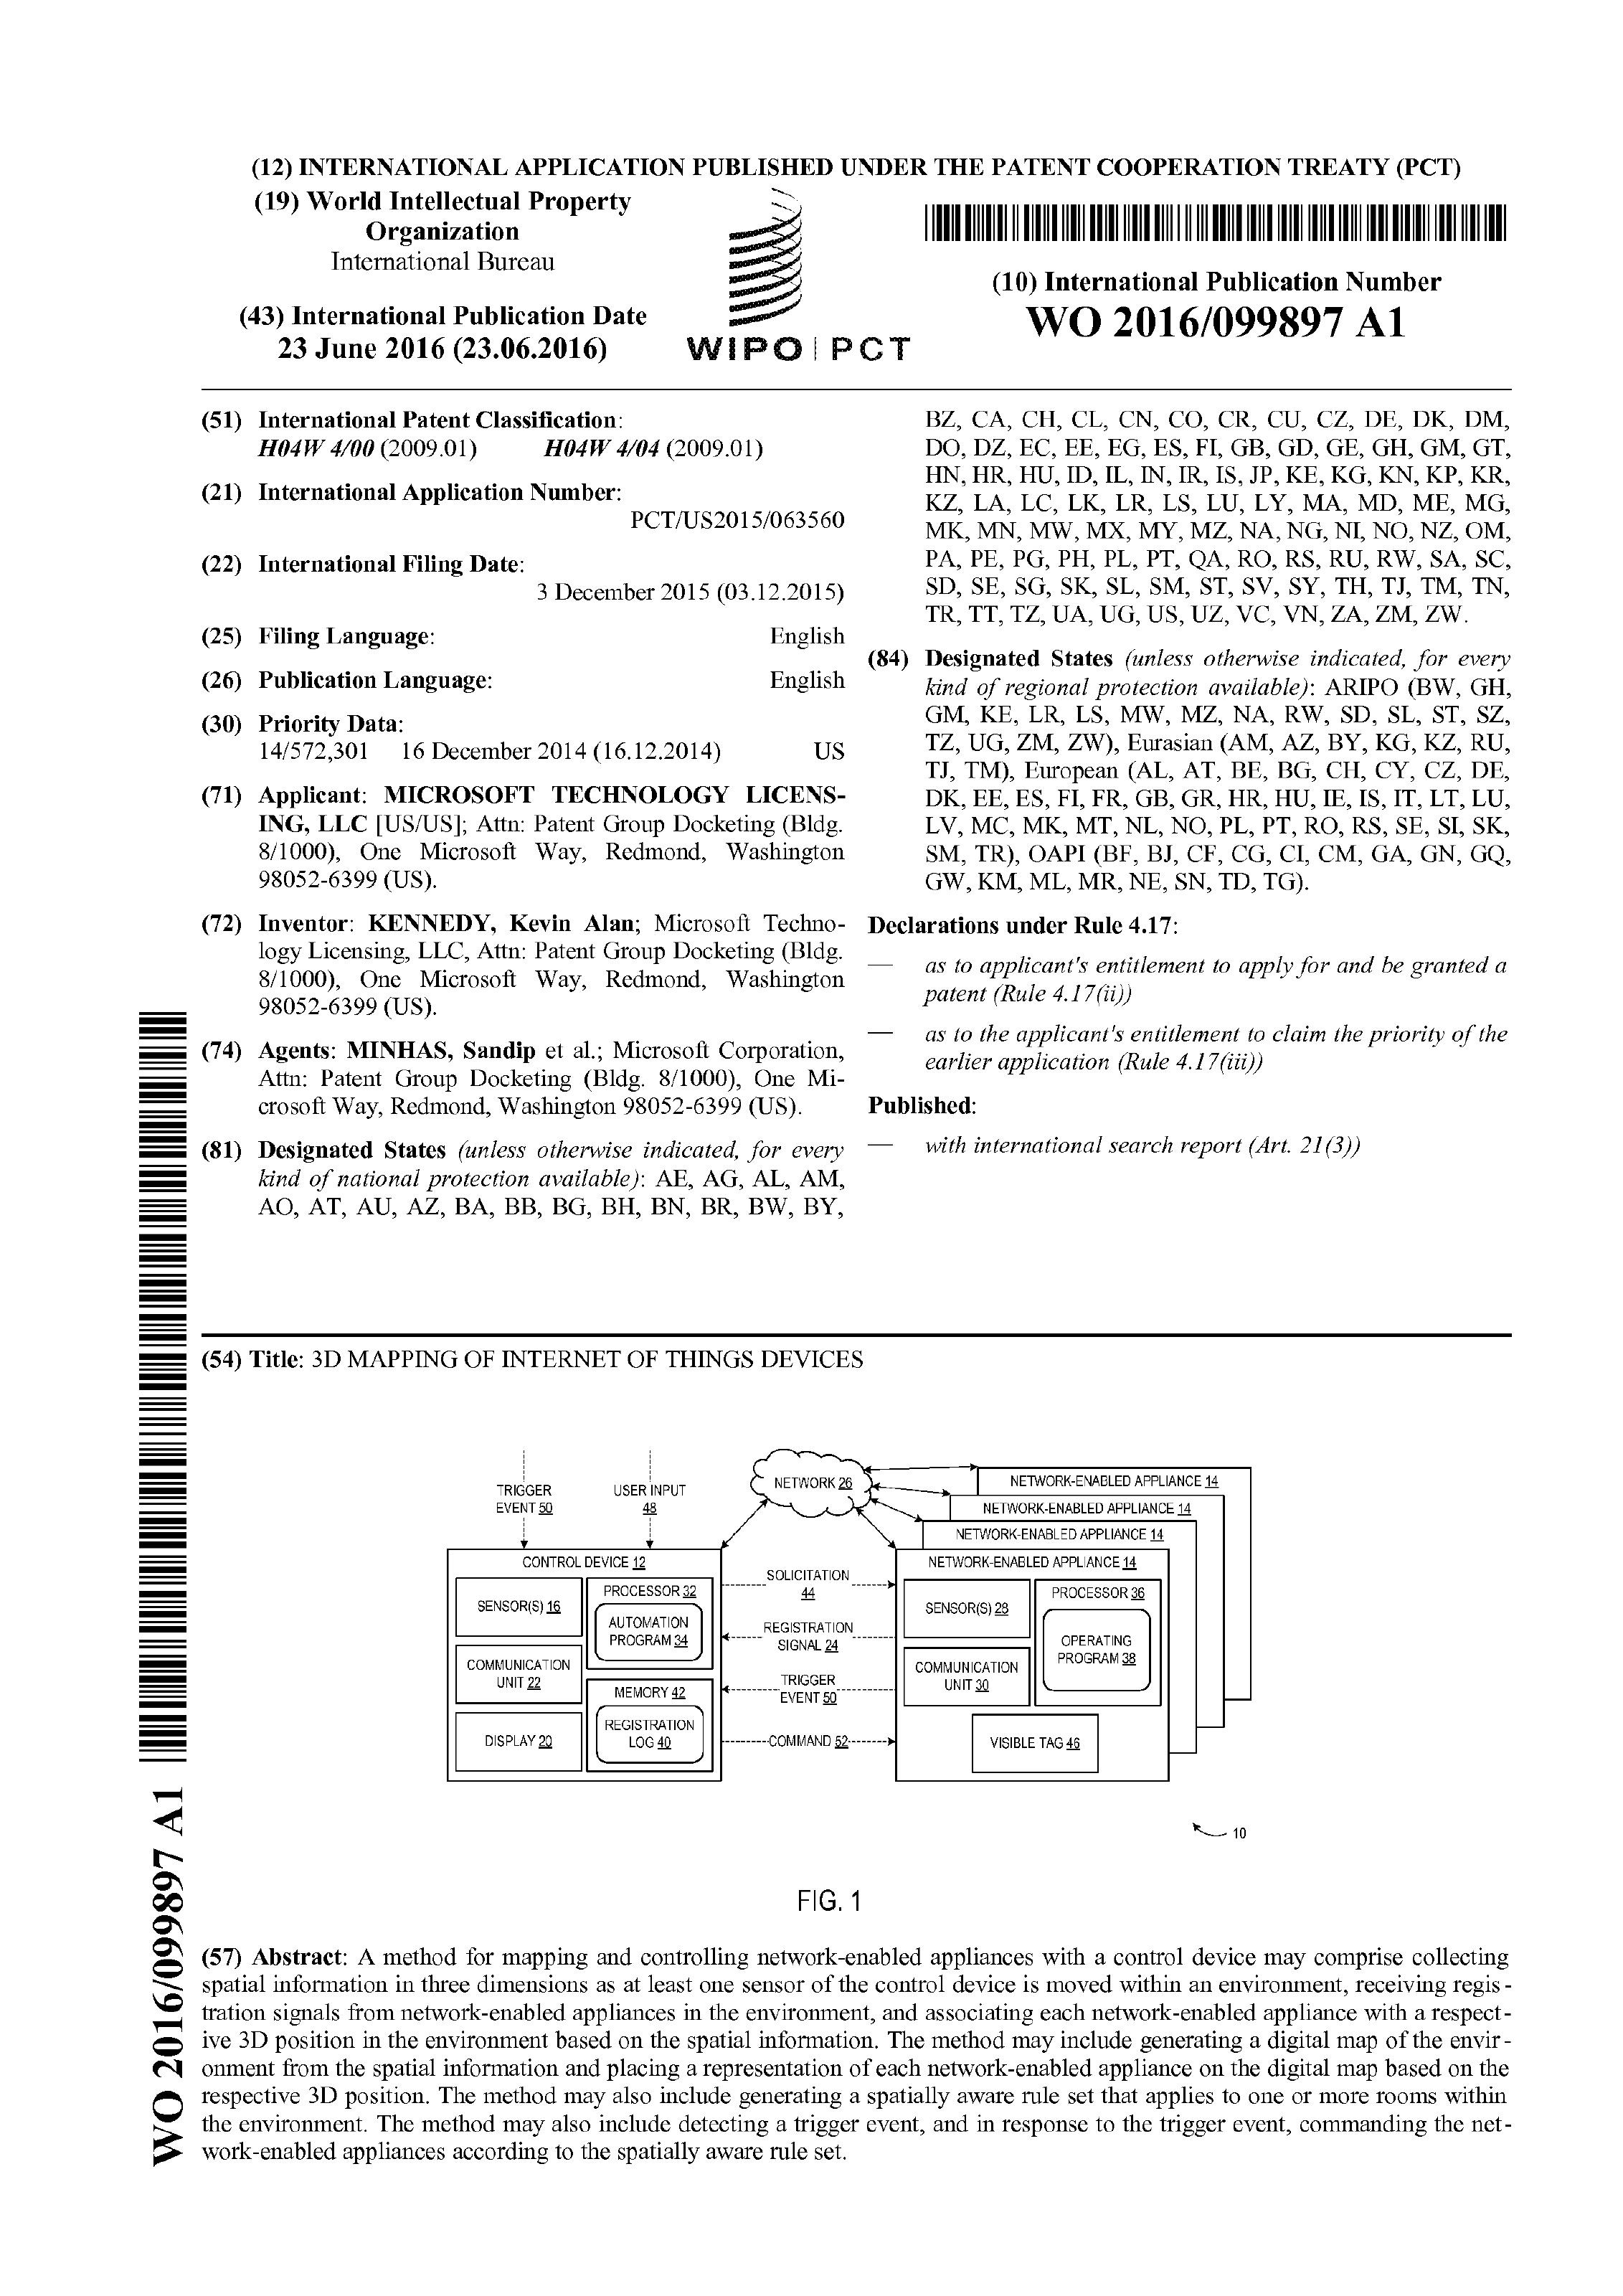 (12) INTERNATIONAL APPLICATION PUBLISHED UNDER THE PATENT COOPERATION TREATY (PCT)
(19) World Intellectual Property
Organization
International Bureau
(43) International Publication Date
23 June 2016 (23.06.2016)
WIPO | PCT
(10) International Publication Number
WO 2016/099897 A1
(51) International Patent Classification:
H04W 4/00 (2009.01) H04W 4/04 (2009.01)
(21) International Application Number:
PCT/US2015/063560
(22) International Filing Date:
3 December 2015 (03.12.2015)
(25) Filing Language: English
(26) Publication Language: English
(30) Priority Data:
14/572,301 16 December 2014 (16.12.2014) US
(71) Applicant: MICROSOFT TECHNOLOGY LICENS-
ING, LLC [US/US]; Attn: Patent Group Docketing (Bldg.
8/1000), One Microsoft Way, Redmond, Washington
98052-6399 (US).
(72) Inventor: KENNEDY, Kevin Alan; Microsoft Techno-
logy Licensing, LLC, Attn: Patent Group Docketing (Bldg.
8/1000), One Microsoft Way, Redmond, Washington
98052-6399 (US).
(74) Agents: MINHAS, Sandip et al.; Microsoft Corporation,
Attn: Patent Group Docketing (Bldg. 8/1000), One Mi-
crosoft Way, Redmond, Washington 98052-6399 (US).
(81) Designated States (unless otherwise indicated, for every
kind of national protection available): AE, AG, AL, AM,
AO, AT, AU, AZ, BA, BB, BG, BH, BN, BR, BW, BY,
BZ, CA, CH, CL, CN, CO, CR, CU, CZ, DE, DK, DM,
DO, DZ, EC, EE, EG, ES, FI, GB, GD, GE, GH, GM, GT,
HN, HR, HU, ID, IL, IN, IR, IS, JP, KE, KG, KN, KP, KR,
KZ, LA, LC, LK, LR, LS, LU, LY, MA, MD, ME, MG,
MK, MN, MW, MX, MY, MZ, NA, NG, NI, NO, NZ, OM,
PA, PE, PG, PH, PL, PT, QA, RO, RS, RU, RW, SA, SC,
SD, SE, SG, SK, SL, SM, ST, SV, SY, TH, TJ, TM, TN,
TR, TT, TZ, UA, UG, US, UZ, VC, VN, ZA, ZM, ZW.
(84) Designated States (unless otherwise indicated, for every
kind of regional protection available): ARIPO (BW, GH,
GM, KE, LR, LS, MW, MZ, NA, RW, SD, SL, ST, SZ,
TZ, UG, ZM, ZW), Eurasian (AM, AZ, BY, KG, KZ, RU,
TJ, TM), European (AL, AT, BE, BG, CH, CY, CZ, DE,
DK, EE, ES, FI, FR, GB, GR, HR, HU, IE, IS, IT, LT, LU,
LV, MC, MK, MT, NL, NO, PL, PT, RO, RS, SE, SI, SK,
SM, TR), OAPI (BF, BJ, CF, CG, CI, CM, GA, GN, GQ,
GW, KM, ML, MR, NE, SN, TD, TG).
Declarations under Rule 4.17:
— as to applicant's entitlement to apply for and be granted a
patent (Rule 4.17(ii))
— as to the applicant's entitlement to claim the priority of the
earlier application (Rule 4.17(iii))
Published:
— with international search report (Art. 21(3))
(54) Title: 3D MAPPING OF INTERNET OF THINGS DEVICES
TRIGGER
EVENT 50
USER INPUT
48
NETWORK 26
NETWORK-ENABLED APPLIANCE 14
NETWORK-ENABLED APPLIANCE 14
NETWORK-ENABLED APPLIANCE 14
NETWORK-ENABLED APPLIANCE 14
CONTROL DEVICE 12
SENSOR(S) 16
PROCESSOR 32
AUTOMATION
PROGRAM 34
COMMUNICATION
UNIT 22
MEMORY 42
REGISTRATION
LOG 40
DISPLAY 20
SOLICITATION
44
REGISTRATION
SIGNAL 24
TRIGGER
EVENT 50
COMMAND 52
SENSOR(S) 28
PROCESSOR 36
OPERATING
PROGRAM 38
COMMUNICATION
UNIT 30
VISIBLE TAG 46
10
FIG. 1
(57) Abstract: A method for mapping and controlling network-enabled appliances with a control device may comprise collecting
spatial information in three dimensions as at least one sensor of the control device is moved within an environment, receiving regis-
tration signals from network-enabled appliances in the environment, and associating each network-enabled appliance with a respect-
ive 3D position in the environment based on the spatial information. The method may include generating a digital map of the envir-
onment from the spatial information and placing a representation of each network-enabled appliance on the digital map based on the
respective 3D position. The method may also include generating a spatially aware rule set that applies to one or more rooms within
the environment. The method may also include detecting a trigger event, and in response to the trigger event, commanding the net-
work-enabled appliances according to the spatially aware rule set.
WO 2016/099897 A1